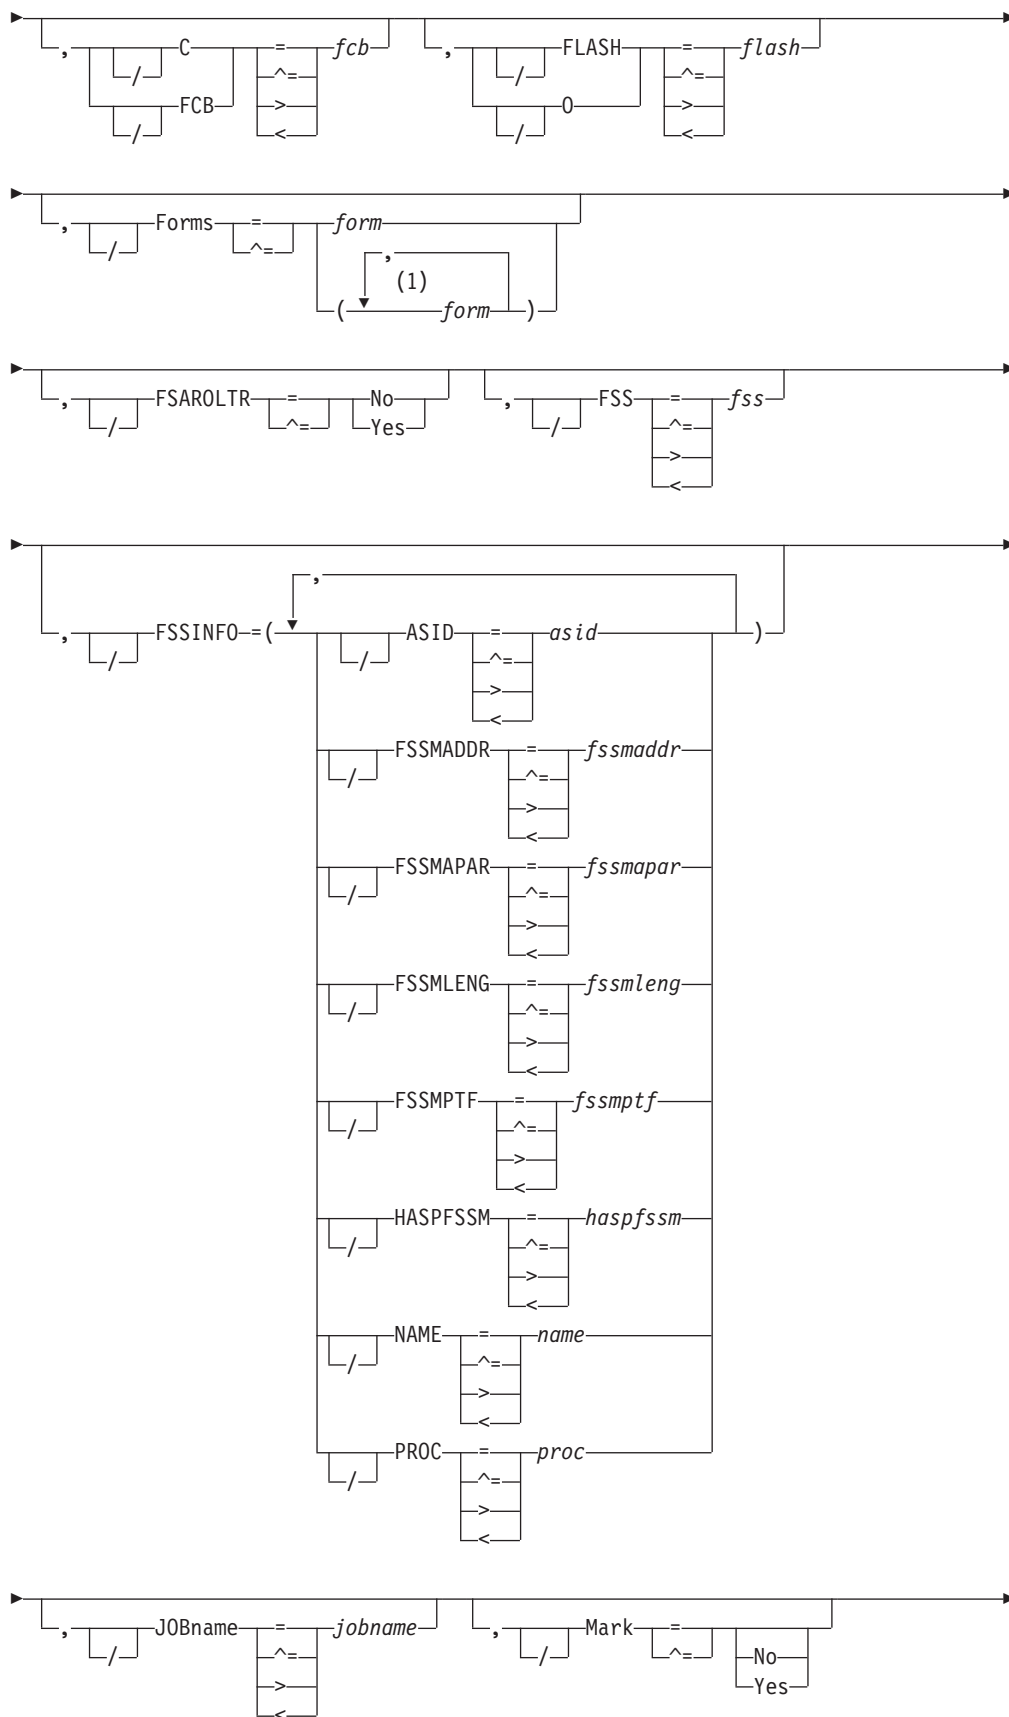 , / C = fcb , / FLASH = flash
/ ^= / ^=
/ FCB > / O >
/ < / <
, / Forms = form
/ ^= ,
(1)
( form )
, / FSAROLTR = No , / FSS = fss
^= Yes ^=
>
<
,
, / FSSINFO =( / ASID = asid )
^=
>
<
/ FSSMADDR = fssmaddr
^=
>
<
/ FSSMAPAR = fssmapar
^=
>
<
/ FSSMLENG = fssmleng
^=
>
<
/ FSSMPTF = fssmptf
^=
>
<
/ HASPFSSM = haspfssm
^=
>
<
/ NAME = name
^=
>
<
/ PROC = proc
^=
>
<
, / JOBname = jobname , / Mark =
^= ^= No
> Yes
<